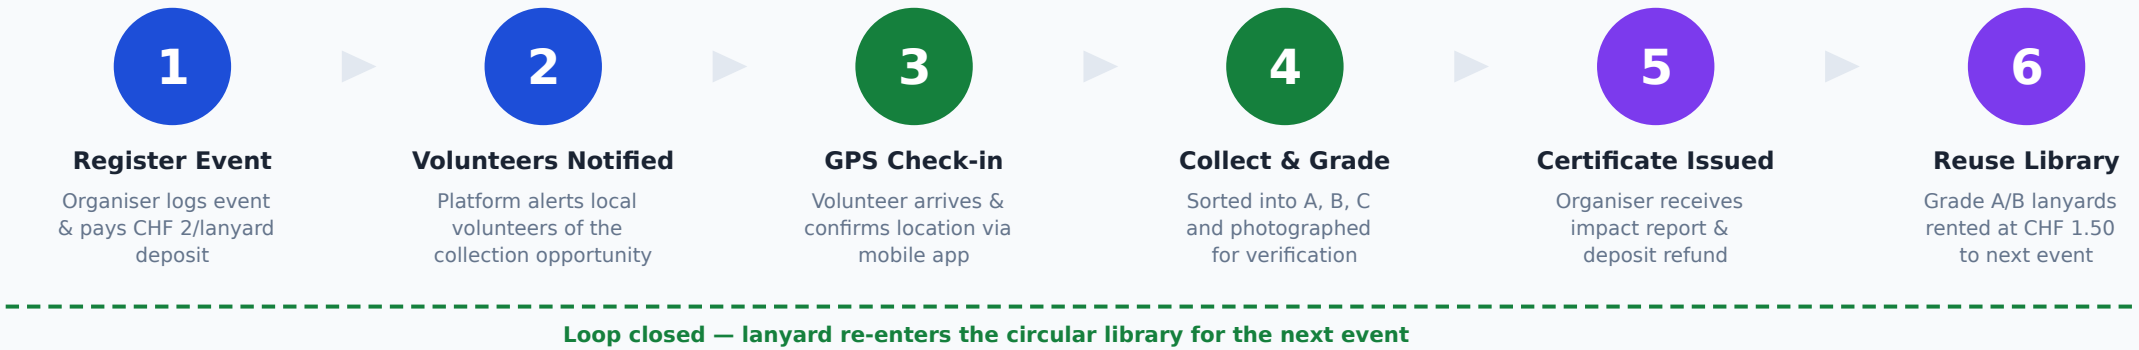 1
Register Event
Organiser logs event
& pays CHF 2/lanyard
deposit
2
Volunteers Notified
Platform alerts local
volunteers of the
collection opportunity
3
GPS Check-in
Volunteer arrives &
confirms location via
mobile app
4
Collect & Grade
Sorted into A, B, C
and photographed
for verification
5
Certificate Issued
Organiser receives
impact report &
deposit refund
6
Reuse Library
Grade A/B lanyards
rented at CHF 1.50
to next event
Loop closed — lanyard re-enters the circular library for the next event